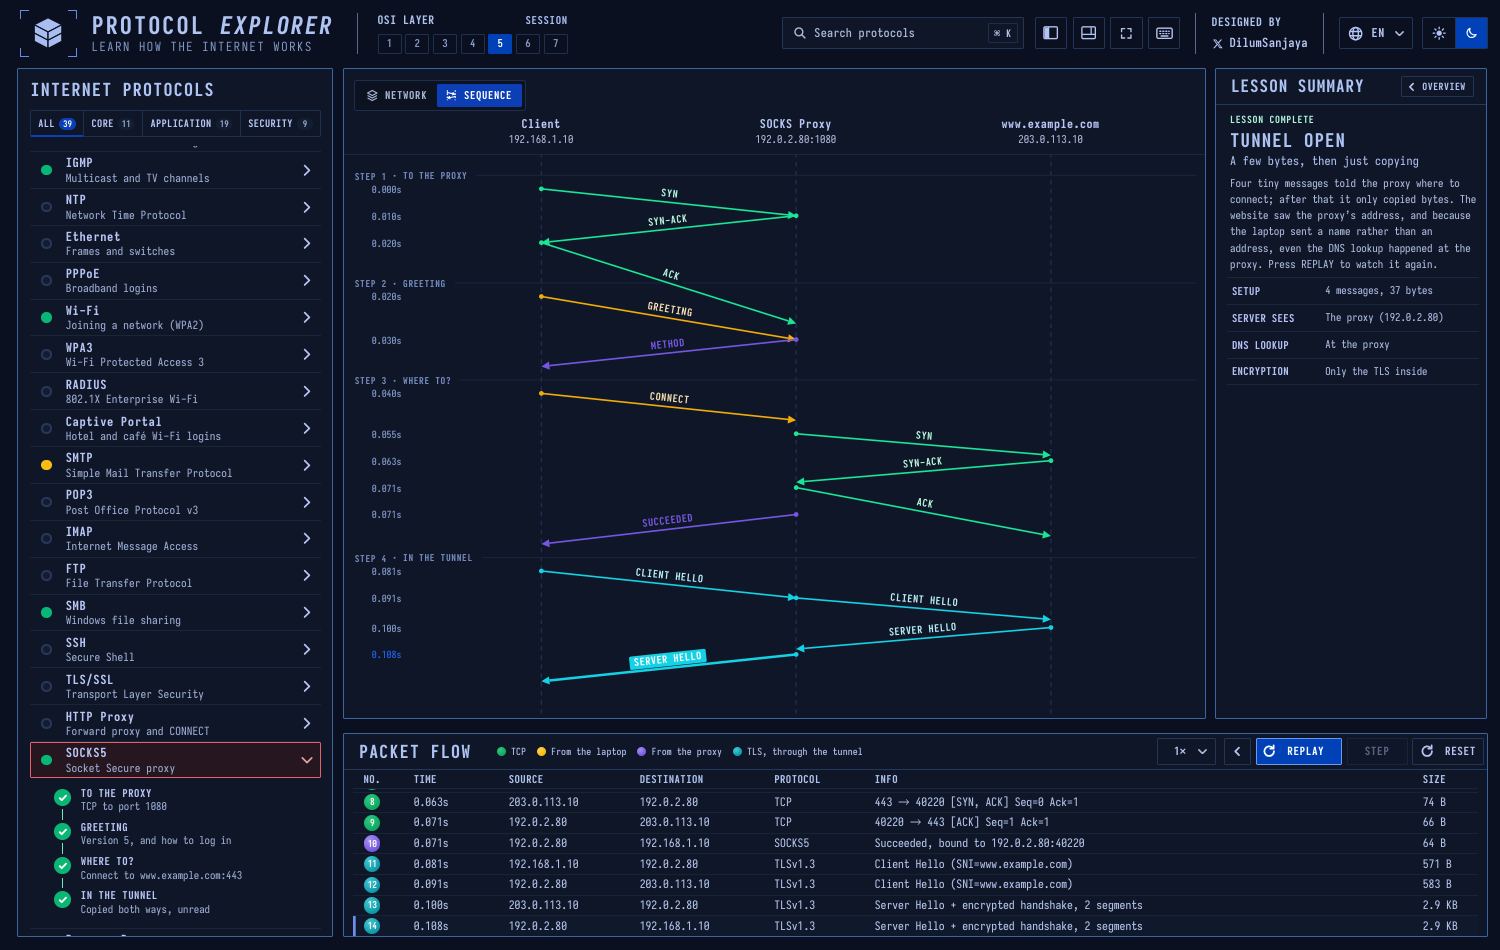 PROTOCOL EXPLORER
LEARN HOW THE INTERNET WORKS
OSI LAYER SESSION
1 2 3 4 5 6 7
Search protocols ⌘ K
DESIGNED BY
DilumSanjaya
EN
INTERNET PROTOCOLS
ALL 39 CORE 11 APPLICATION 19 SECURITY 9
IGMP
Multicast and TV channels
NTP
Network Time Protocol
Ethernet
Frames and switches
PPPoE
Broadband logins
Wi-Fi
Joining a network (WPA2)
WPA3
Wi-Fi Protected Access 3
RADIUS
802.1X Enterprise Wi-Fi
Captive Portal
Hotel and café Wi-Fi logins
SMTP
Simple Mail Transfer Protocol
POP3
Post Office Protocol v3
IMAP
Internet Message Access
FTP
File Transfer Protocol
SMB
Windows file sharing
SSH
Secure Shell
TLS/SSL
Transport Layer Security
HTTP Proxy
Forward proxy and CONNECT
SOCKS5
Socket Secure proxy
TO THE PROXY
TCP to port 1080
GREETING
Version 5, and how to log in
WHERE TO?
Connect to www.example.com:443
IN THE TUNNEL
Copied both ways, unread
NETWORK SEQUENCE
Client SOCKS Proxy www.example.com
192.168.1.10 192.0.2.80:1080 203.0.113.10
STEP 1 · TO THE PROXY
0.000s
SYN
0.010s
SYN-ACK
0.020s
ACK
STEP 2 · GREETING
0.020s
GREETING
0.030s
METHOD
STEP 3 · WHERE TO?
0.040s
CONNECT
0.055s
SYN
0.063s
SYN-ACK
0.071s
ACK
0.071s
SUCCEEDED
STEP 4 · IN THE TUNNEL
0.081s
CLIENT HELLO
0.091s
CLIENT HELLO
0.100s
SERVER HELLO
0.108s
SERVER HELLO
LESSON SUMMARY OVERVIEW
LESSON COMPLETE
TUNNEL OPEN
A few bytes, then just copying
Four tiny messages told the proxy where to
connect; after that it only copied bytes. The
website saw the proxy's address, and because
the laptop sent a name rather than an
address, even the DNS lookup happened at the
proxy. Press REPLAY to watch it again.
SETUP 4 messages, 37 bytes
SERVER SEES The proxy (192.0.2.80)
DNS LOOKUP At the proxy
ENCRYPTION Only the TLS inside
PACKET FLOW TCP From the laptop From the proxy TLS, through the tunnel 1× REPLAY STEP RESET
NO. TIME SOURCE DESTINATION PROTOCOL INFO SIZE
8 0.063s 203.0.113.10 192.0.2.80 TCP 443 → 40220 [SYN, ACK] Seq=0 Ack=1 74 B
9 0.071s 192.0.2.80 203.0.113.10 TCP 40220 → 443 [ACK] Seq=1 Ack=1 66 B
10 0.071s 192.0.2.80 192.168.1.10 SOCKS5 Succeeded, bound to 192.0.2.80:40220 64 B
11 0.081s 192.168.1.10 192.0.2.80 TLSv1.3 Client Hello (SNI=www.example.com) 571 B
12 0.091s 192.0.2.80 203.0.113.10 TLSv1.3 Client Hello (SNI=www.example.com) 583 B
13 0.100s 203.0.113.10 192.0.2.80 TLSv1.3 Server Hello + encrypted handshake, 2 segments 2.9 KB
14 0.108s 192.0.2.80 192.168.1.10 TLSv1.3 Server Hello + encrypted handshake, 2 segments 2.9 KB